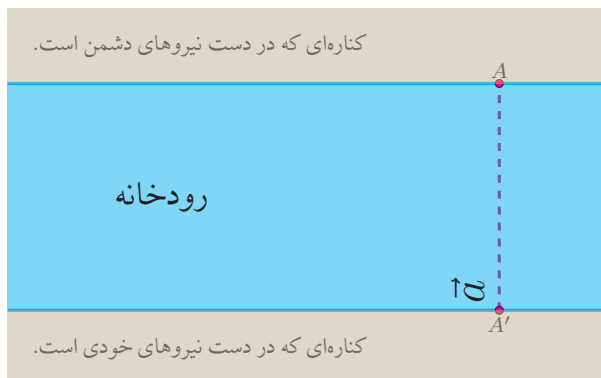 کناره‌ای که در دست نیروهای دشمن است.
A
رودخانه
a →
A′
کناره‌ای که در دست نیروهای خودی است.